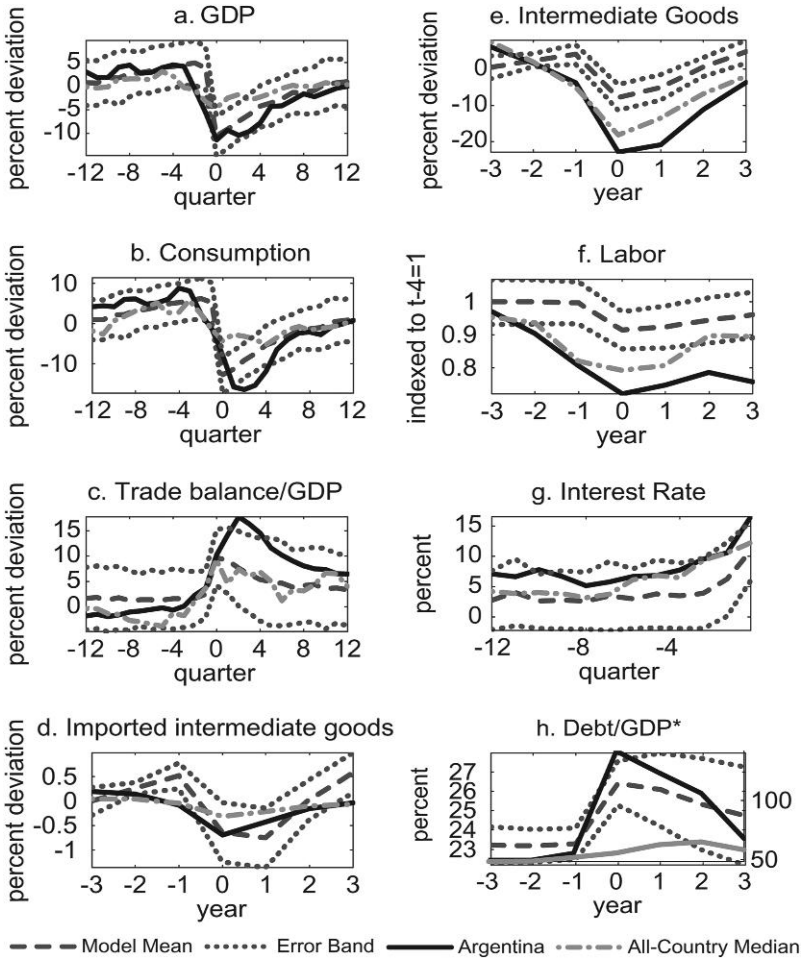 a. GDP
percent deviation
5
0
-5
-10
-12 -8 -4 0 4 8 12
quarter
b. Consumption
percent deviation
10
0
-10
-12 -8 -4 0 4 8 12
quarter
c. Trade balance/GDP
percent deviation
15
10
5
0
-12 -8 -4 0 4 8 12
quarter
d. Imported intermediate goods
percent deviation
0.5
0
-0.5
-1
-3 -2 -1 0 1 2 3
year
e. Intermediate Goods
percent deviation
0
-10
-20
-3 -2 -1 0 1 2 3
year
f. Labor
indexed to t-4=1
1
0.9
0.8
-3 -2 -1 0 1 2 3
year
g. Interest Rate
percent
15
10
5
0
-12 -8 -4
quarter
h. Debt/GDP*
percent
27
26
25
24
23
100
50
-3 -2 -1 0 1 2 3
year
Model Mean Error Band Argentina All-Country Median